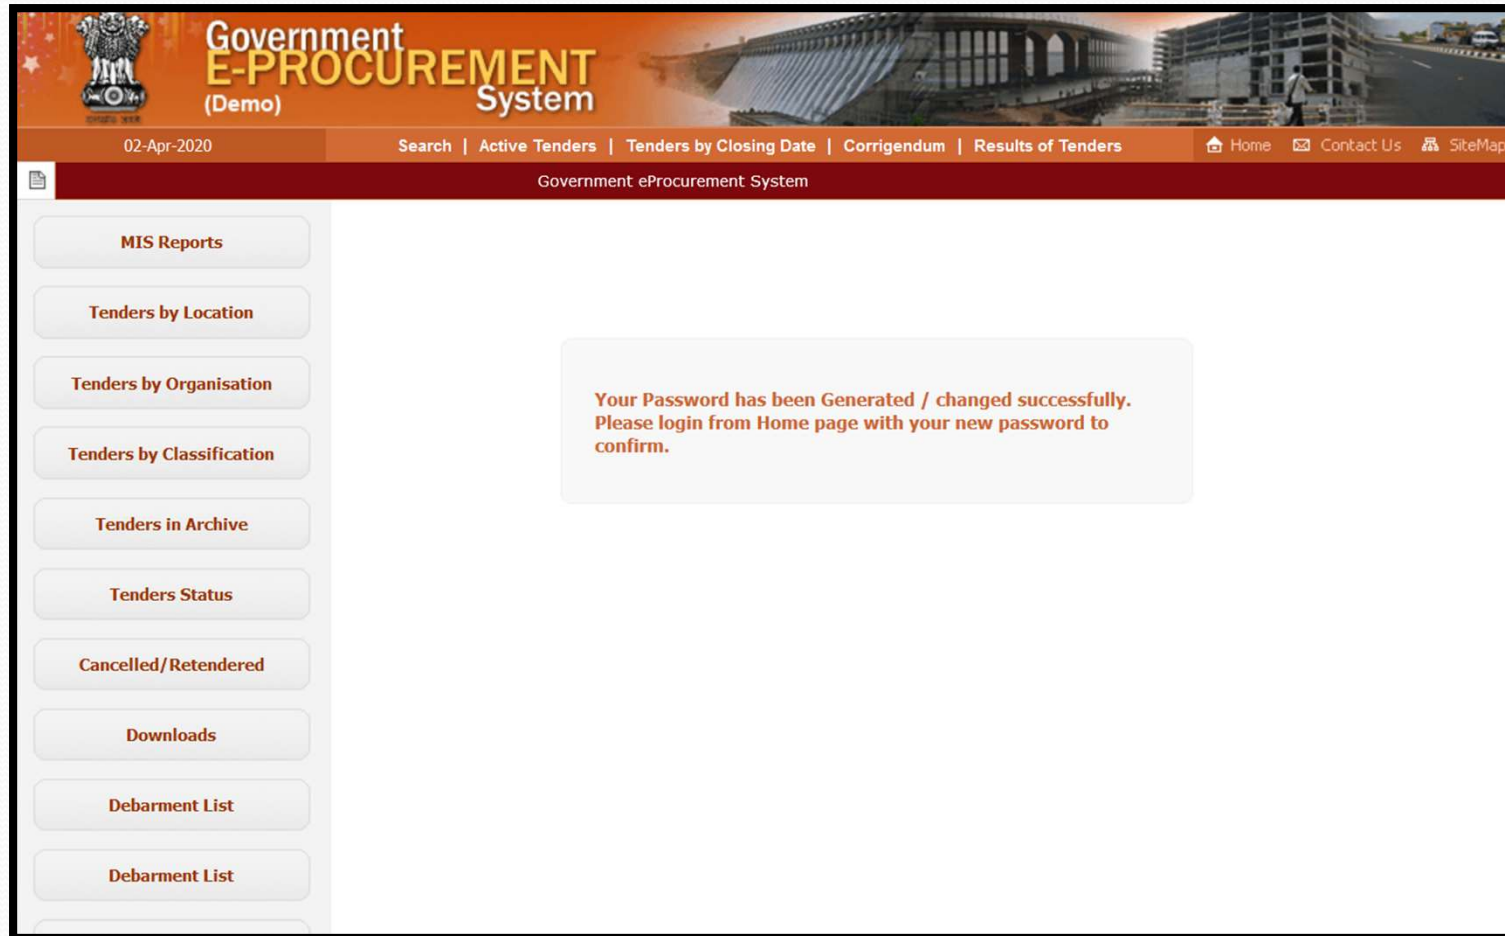 Government
E-PROCUREMENT
(Demo) System
02-Apr-2020 Search | Active Tenders | Tenders by Closing Date | Corrigendum | Results of Tenders Home Contact Us SiteMap
Government eProcurement System
MIS Reports
Tenders by Location
Tenders by Organisation
Your Password has been Generated / changed successfully.
Please login from Home page with your new password to
confirm.
Tenders by Classification
Tenders in Archive
Tenders Status
Cancelled/Retendered
Downloads
Debarment List
Debarment List